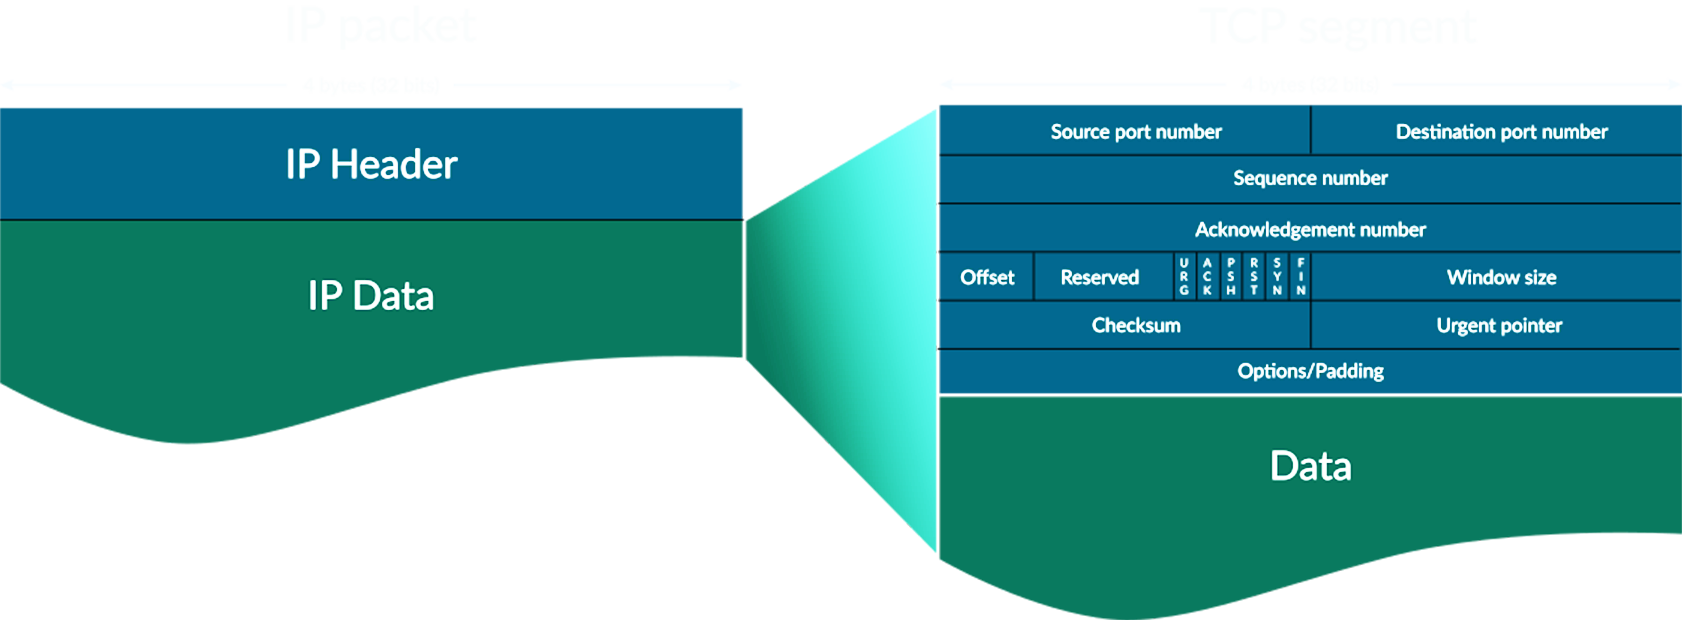 IP packet
TCP segment
4 bytes (32 bits)
4 bytes (32 bits)
IP Header
IP Data
Source port number
Destination port number
Sequence number
Acknowledgement number
Offset
Reserved
URG
ACK
PSH
RST
SYN
FIN
Window size
Checksum
Urgent pointer
Options/Padding
Data